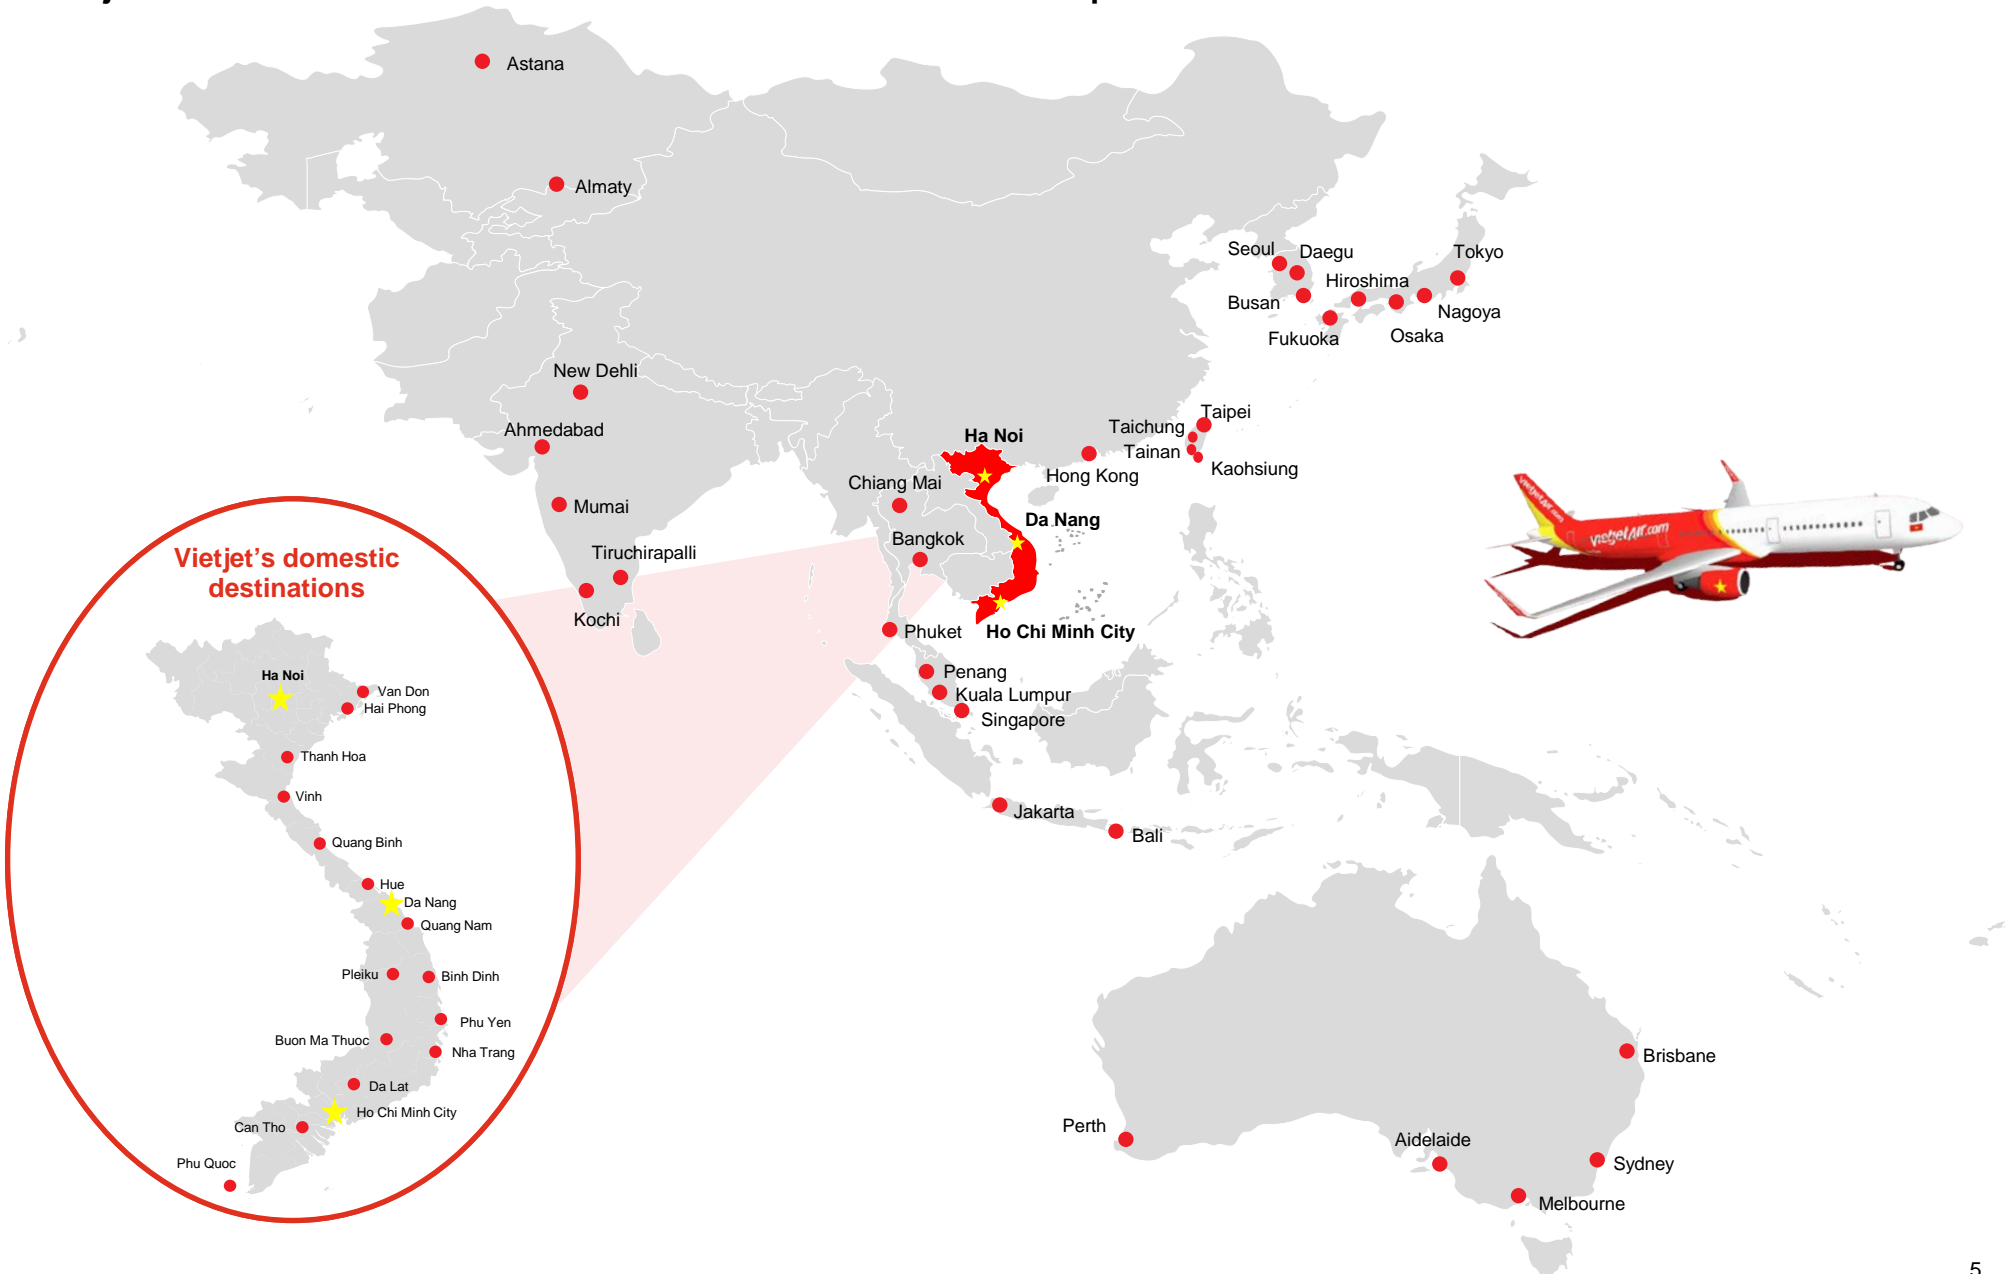 Astana
Almaty
Seoul
Daegu
Tokyo
Hiroshima
Busan
Nagoya
Fukuoka
Osaka
New Dehli
Ahmedabad
Taipei
Taichung
Ha Noi
Tainan
Kaohsiung
Hong Kong
Chiang Mai
Mumai
Da Nang
Bangkok
Tiruchirapalli
Kochi
Phuket
Ho Chi Minh City
Penang
Kuala Lumpur
Singapore
Jakarta
Bali
Brisbane
Perth
Aidelaide
Sydney
Melbourne
vietjetAir.com
Vietjet's domestic
destinations
Ha Noi
Van Don
Hai Phong
Thanh Hoa
Vinh
Quang Binh
Hue
Da Nang
Quang Nam
Pleiku
Binh Dinh
Phu Yen
Buon Ma Thuoc
Nha Trang
Da Lat
Ho Chi Minh City
Can Tho
Phu Quoc
5